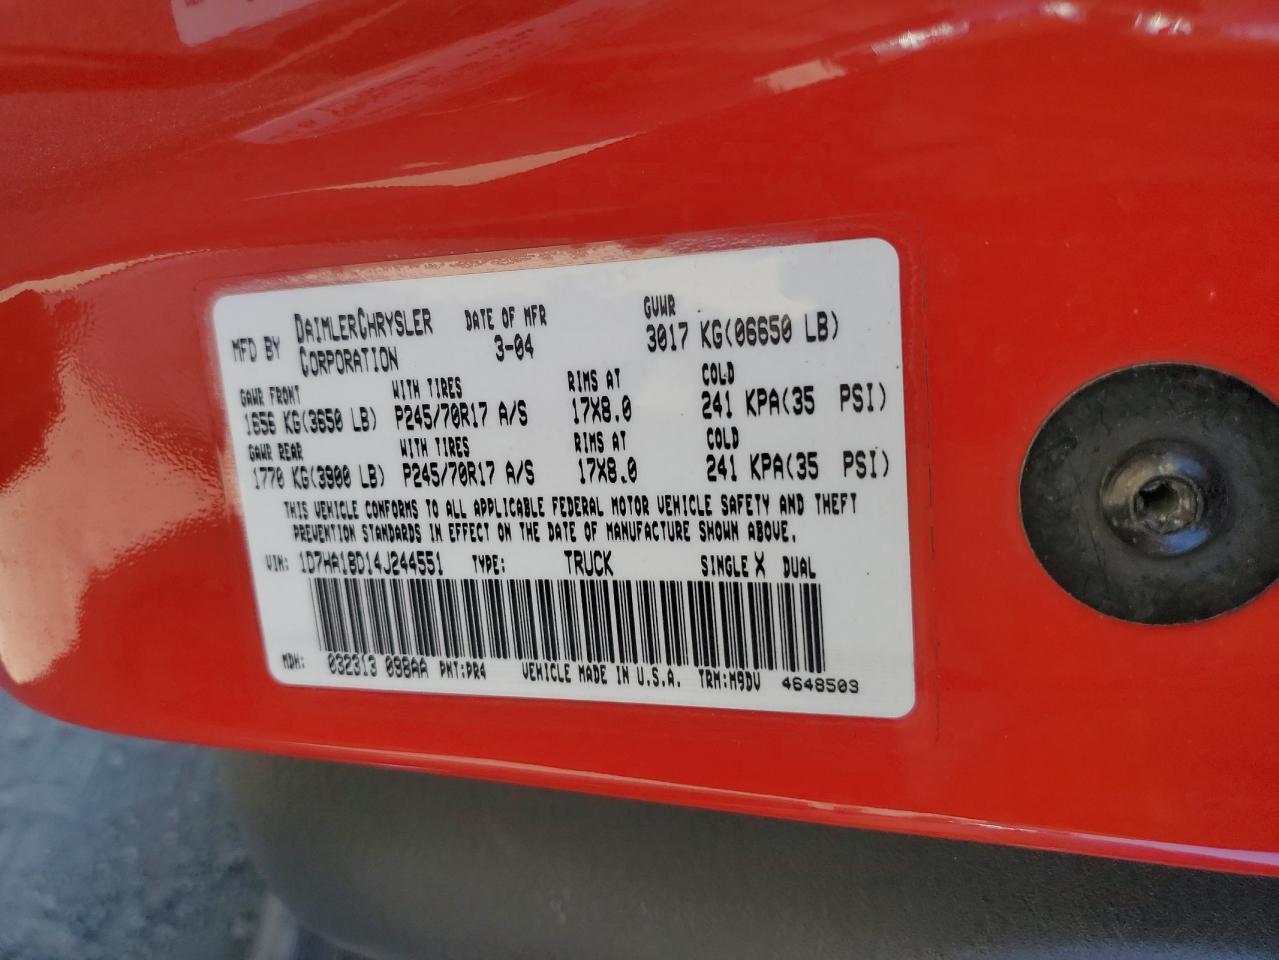 MFD BY DAIMLERCHRYSLER CORPORATION DATE OF MFR 3-04 GVWR 3017 KG(06650 LB)
GAWR FRONT WITH TIRES RIMS AT COLD
1656 KG(3650 LB) P245/70R17 A/S 17X8.0 241 KPA(35 PSI)
GAWR REAR WITH TIRES RIMS AT COLD
1770 KG(3900 LB) P245/70R17 A/S 17X8.0 241 KPA(35 PSI)
THIS VEHICLE CONFORMS TO ALL APPLICABLE FEDERAL MOTOR VEHICLE SAFETY AND THEFT
PREVENTION STANDARDS IN EFFECT ON THE DATE OF MANUFACTURE SHOWN ABOVE.
VIN: 1D7HA18D14J244551 TYPE: TRUCK SINGLE X DUAL
MDH: 032313 098AA PNT:PR4 VEHICLE MADE IN U.S.A. TRM:M9DV 4648503